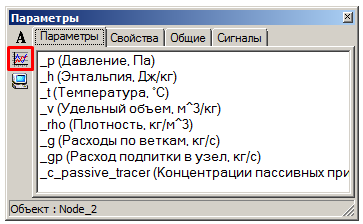 Параметры
A
Параметры Свойства Общие Сигналы
_p (Давление, Па)
_h (Энтальпия, Дж/кг)
_t (Температура, °C)
_v (Удельный объем, м^3/кг)
_rho (Плотность, кг/м^3)
_g (Расходы по веткам, кг/с)
_gp (Расход подпитки в узел, кг/с)
_c_passive_tracer (Концентрации пассивных при
Объект : Node_2